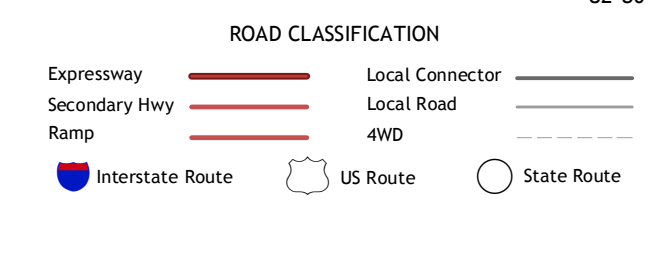 ROAD CLASSIFICATION
Expressway
Local Connector
Secondary Hwy
Local Road
Ramp
4WD
Interstate Route
US Route
State Route